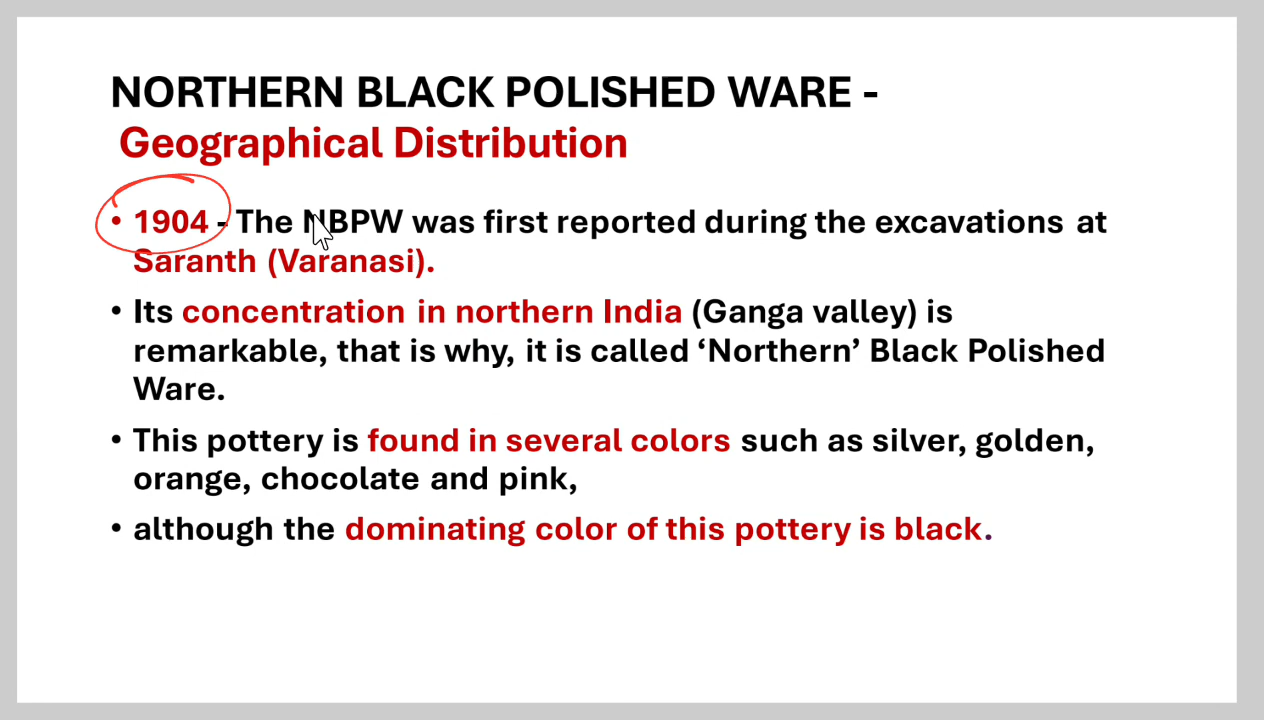 NORTHERN BLACK POLISHED WARE -
Geographical Distribution
• 1904 - The NBPW was first reported during the excavations at
Saranth (Varanasi).
• Its concentration in northern India (Ganga valley) is
remarkable, that is why, it is called ‘Northern’ Black Polished
Ware.
• This pottery is found in several colors such as silver, golden,
orange, chocolate and pink,
• although the dominating color of this pottery is black.